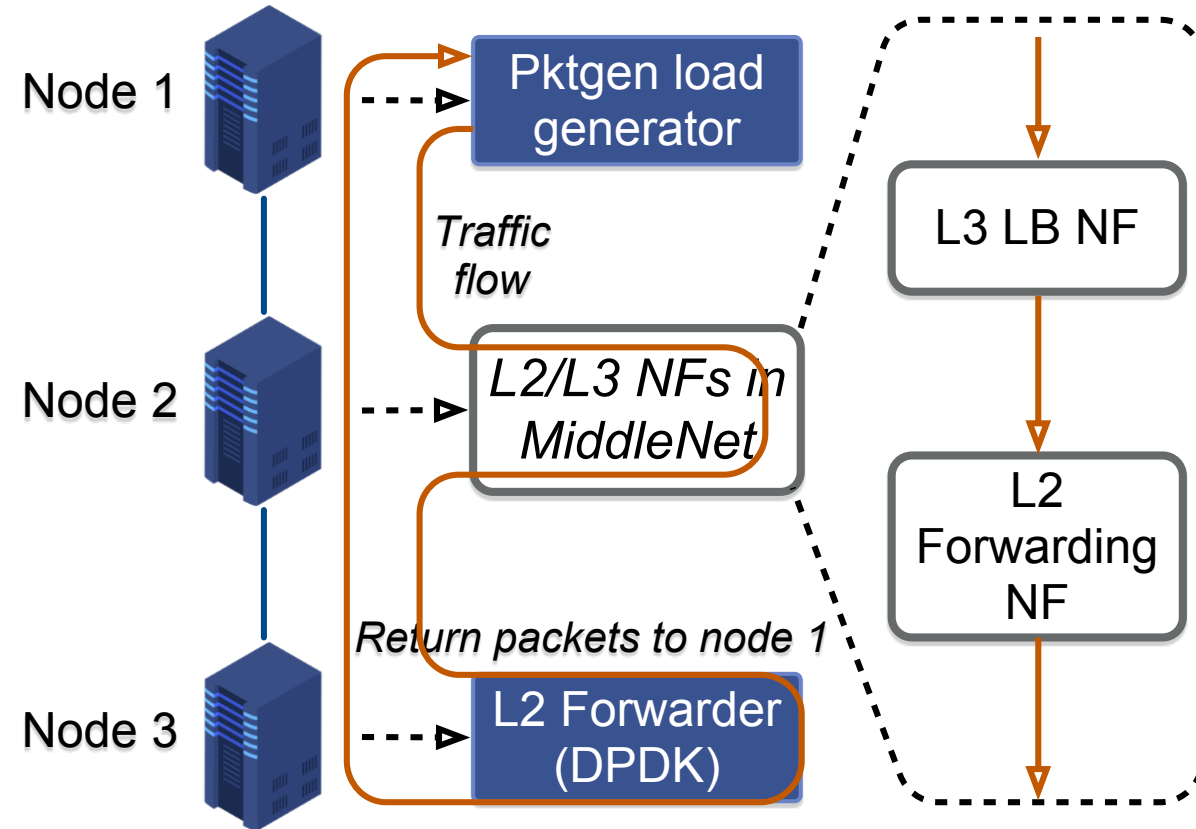 Node 1
Pktgen load
generator
Traffic
flow
Node 2
L2/L3 NFs in
MiddleNet
Return packets to node 1
Node 3
L2 Forwarder
(DPDK)
L3 LB NF
L2
Forwarding
NF